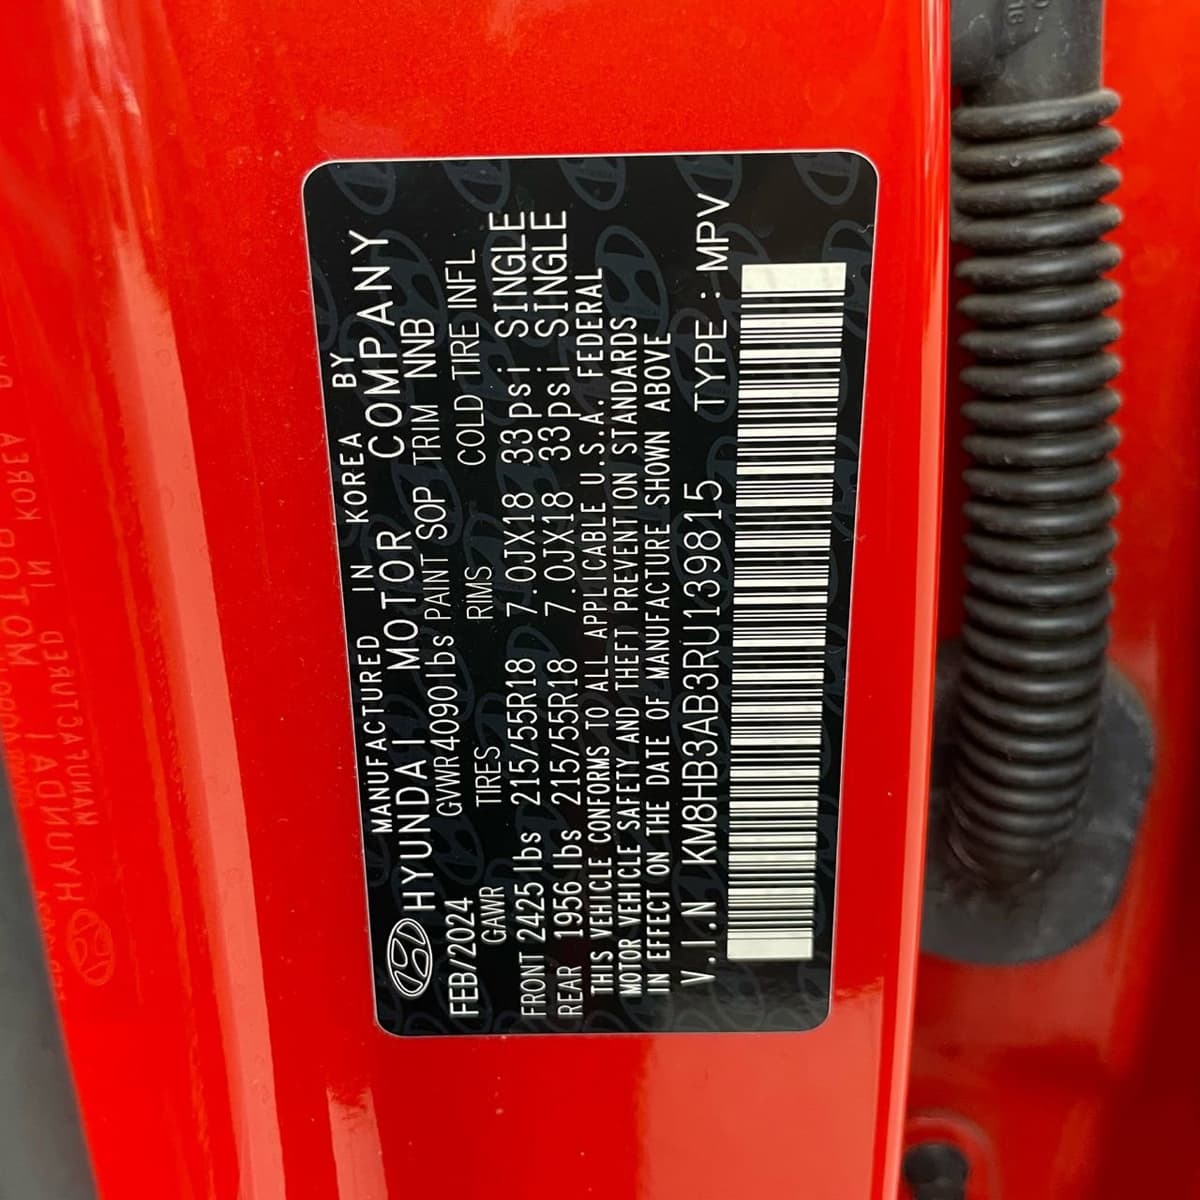 MANUFACTURED IN KOREA BY
HYUNDAI MOTOR COMPANY
FEB/2024 GVWR4090lbs PAINT SOP TRIM NNB
GAWR TIRES RIMS COLD TIRE INFL
FRONT 2425lbs 215/55R18 7.0JX18 33psi SINGLE
REAR 1956lbs 215/55R18 7.0JX18 33psi SINGLE
THIS VEHICLE CONFORMS TO ALL APPLICABLE U.S.A. FEDERAL
MOTOR VEHICLE SAFETY AND THEFT PREVENTION STANDARDS
IN EFFECT ON THE DATE OF MANUFACTURE SHOWN ABOVE
V.I.N KM8HB3AB3RU139815 TYPE : MPV